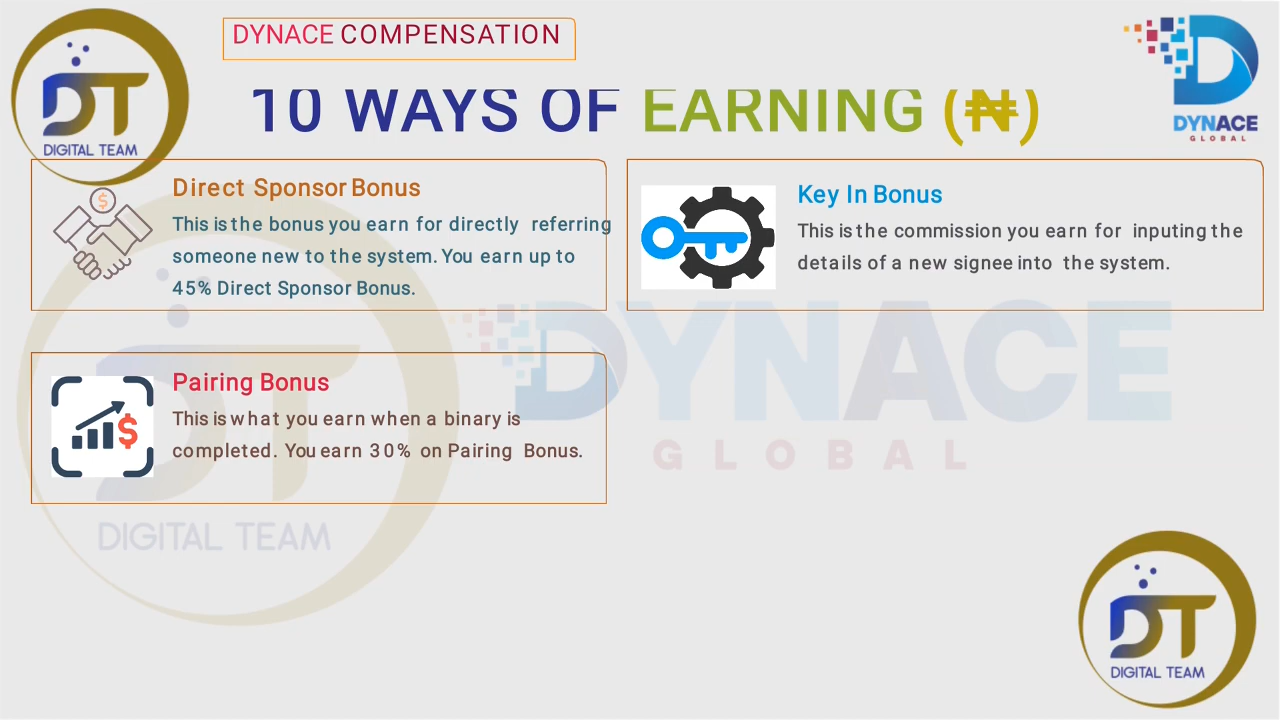 DYNACE COMPENSATION
10 WAYS OF EARNING (₦)
DT
DIGITAL TEAM
DYNACE
GLOBAL
Direct Sponsor Bonus
This is the bonus you earn for directly referring
someone new to the system. You earn up to
45% Direct Sponsor Bonus.
Key In Bonus
This is the commission you earn for inputing the
details of a new signee into the system.
Pairing Bonus
This is what you earn when a binary is
completed. You earn 30% on Pairing Bonus.
DYNACE
GLOBAL
DT
DIGITAL TEAM
DT
DIGITAL TEAM